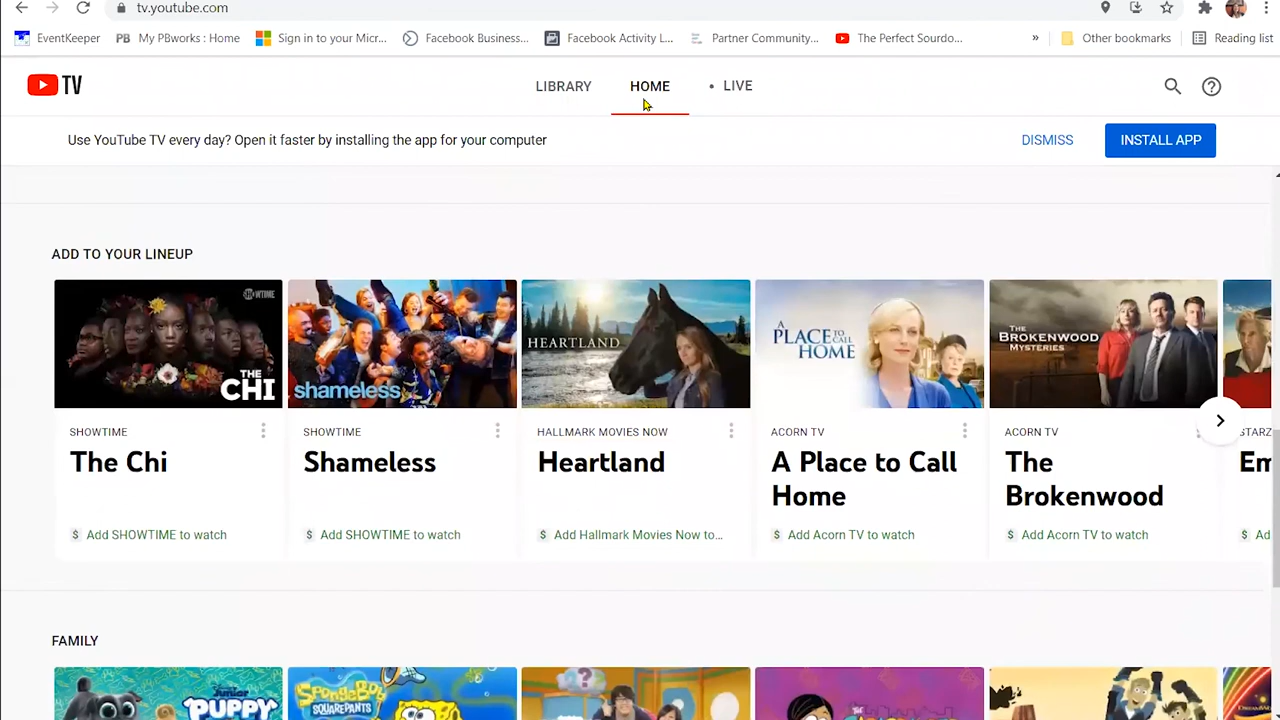 tv.youtube.com
EventKeeper
PB My PBworks : Home
Sign in to your Micr...
Facebook Business...
Facebook Activity L...
Partner Community...
The Perfect Sourdo...
»
Other bookmarks
Reading list
TV
LIBRARY
HOME
• LIVE
Use YouTube TV every day? Open it faster by installing the app for your computer
DISMISS
INSTALL APP
ADD TO YOUR LINEUP
SHOWTIME
THE
CHI
shameless
HEARTLAND
A PLACE TO CALL
HOME
THE
BROKENWOOD
MYSTERIES
SHOWTIME
The Chi
$ Add SHOWTIME to watch
SHOWTIME
Shameless
$ Add SHOWTIME to watch
HALLMARK MOVIES NOW
Heartland
$ Add Hallmark Movies Now to...
ACORN TV
A Place to Call
Home
$ Add Acorn TV to watch
ACORN TV
The
Brokenwood
$ Add Acorn TV to watch
STARZ
Em
$ Ad
FAMILY
Junior
PUPPY
SPONGEBOB
SQUAREPANTS
?